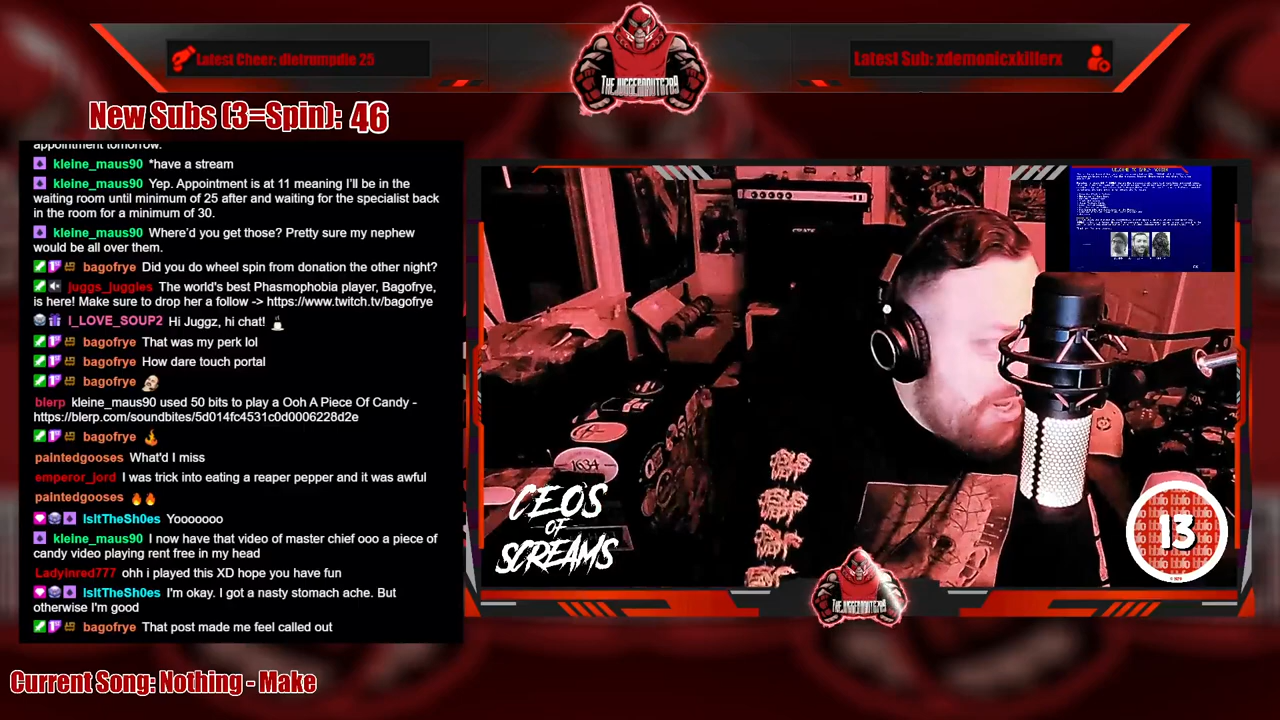 Latest Cheer: dietrumpdie 25
THEJUGGERNAUT6789
Latest Sub: xdemonicxkillerx
New Subs (3=Spin): 46
appointment tomorrow.
kleine_maus90 *have a stream
kleine_maus90 Yep. Appointment is at 11 meaning I'll be in the
waiting room until minimum of 25 after and waiting for the specialist back
in the room for a minimum of 30.
kleine_maus90 Where'd you get those? Pretty sure my nephew
would be all over them.
bagofrye Did you do wheel spin from donation the other night?
juggs_juggles The world's best Phasmophobia player, Bagofrye,
is here! Make sure to drop her a follow -> https://www.twitch.tv/bagofrye
I_LOVE_SOUP2 Hi Juggz, hi chat!
bagofrye That was my perk lol
bagofrye How dare touch portal
bagofrye
blerp kleine_maus90 used 50 bits to play a Ooh A Piece Of Candy -
https://blerp.com/soundbites/5d014fc4531c0d0006228d2e
bagofrye
paintedgooses What'd I miss
emperor_jord I was trick into eating a reaper pepper and it was awful
paintedgooses
IsItTheSh0es Yooooooo
kleine_maus90 I now have that video of master chief ooo a piece of
candy video playing rent free in my head
Ladyinred777 ohh i played this XD hope you have fun
IsItTheSh0es I'm okay. I got a nasty stomach ache. But
otherwise I'm good
bagofrye That post made me feel called out
1634
CEO'S
OF
SCREAMS
13
Current Song: Nothing - Make